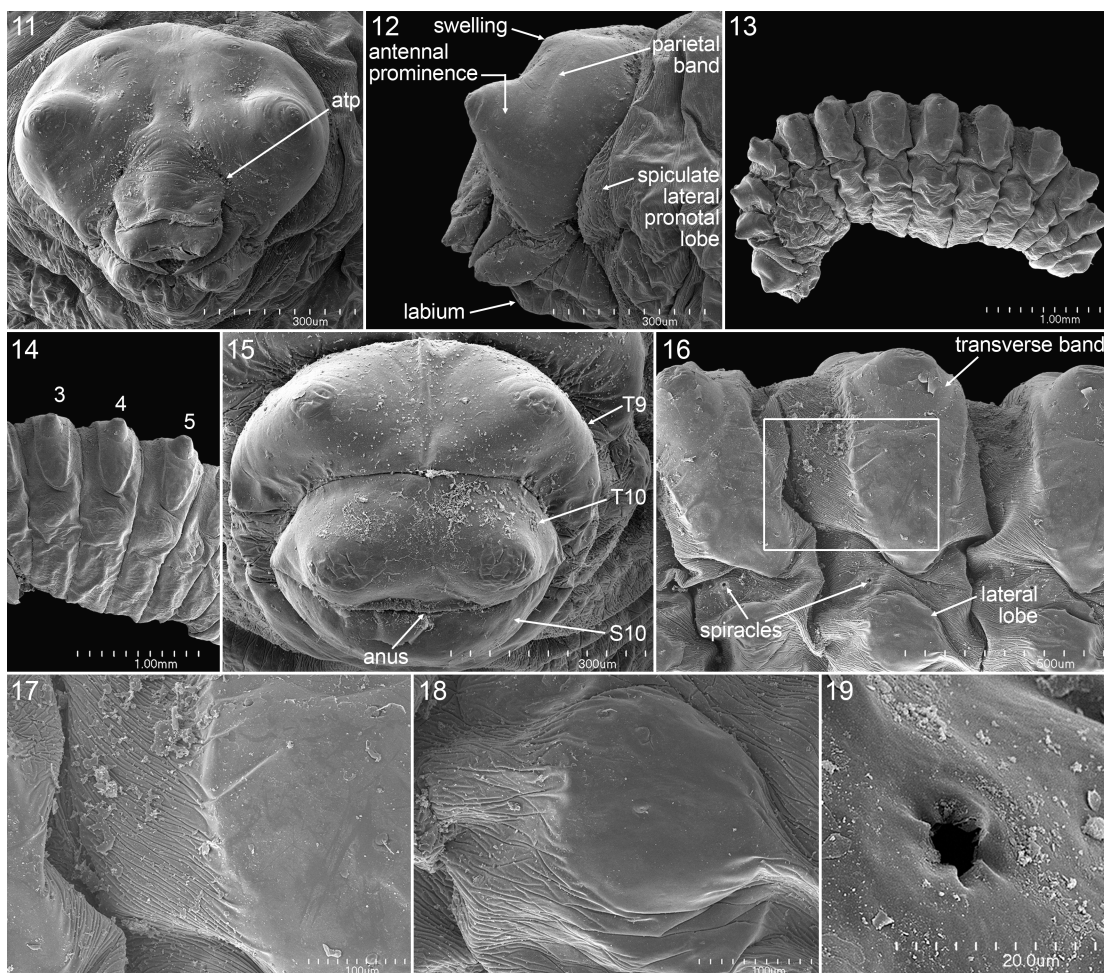 11
atp
300um
12
swelling
antennal
prominence
parietal
band
spiculate
lateral
pronotal
lobe
labium
300um
13
1.00mm
14
3
4
5
1.00mm
15
T9
T10
S10
anus
300um
16
transverse band
lateral
lobe
spiracles
500um
17
100um
18
100um
19
20.0um